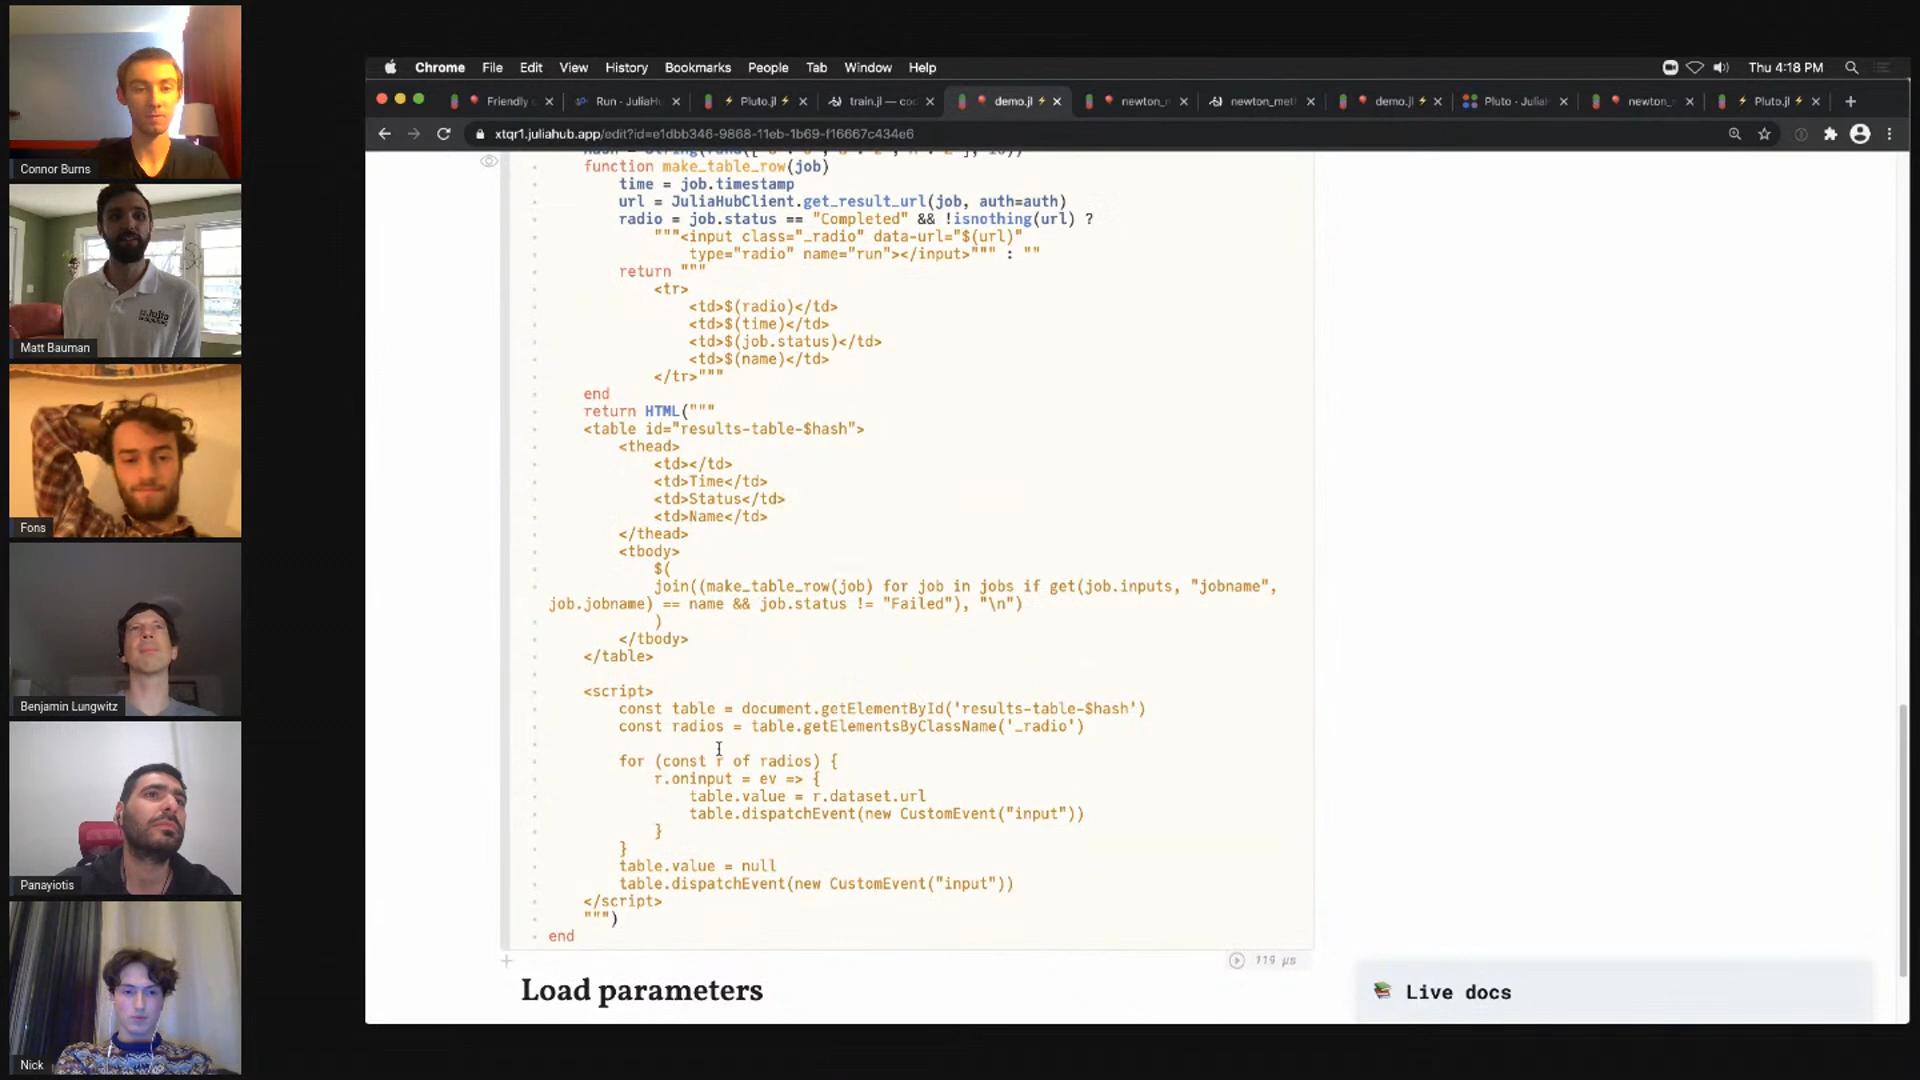 Connor Burns
Matt Bauman
Fons
Benjamin Lungwitz
Panayiotis
Nick
Chrome File Edit View History Bookmarks People Tab Window Help
Thu 4:18 PM
Friendly
Run - JuliaH
Pluto.jl
train.jl — co
demo.jl
newton_
newton_met
demo.jl
Pluto - Julia
newton_
Pluto.jl
xtqr1.juliahub.app/edit?id=e1dbb346-9868-11eb-1b69-f16667c434e6
function make_table_row(job)
time = job.timestamp
url = JuliaHubClient.get_result_url(job, auth=auth)
radio = job.status == "Completed" && !isnothing(url) ?
"""<input class="_radio" data-url="$(url)"
type="radio" name="run"></input>""" : ""
return """
<tr>
<td>$(radio)</td>
<td>$(time)</td>
<td>$(job.status)</td>
<td>$(name)</td>
</tr>"""
end
return HTML("""
<table id="results-table-$hash">
<thead>
<td></td>
<td>Time</td>
<td>Status</td>
<td>Name</td>
</thead>
<tbody>
$(
join((make_table_row(job) for job in jobs if get(job.inputs, "jobname",
job.jobname) == name && job.status != "Failed"), "\n")
)
</tbody>
</table>
<script>
const table = document.getElementById('results-table-$hash')
const radios = table.getElementsByClassName('_radio')
for (const r of radios) {
r.oninput = ev => {
table.value = r.dataset.url
table.dispatchEvent(new CustomEvent("input"))
}
}
table.value = null
table.dispatchEvent(new CustomEvent("input"))
</script>
""")
end
119 μs
Load parameters
Live docs